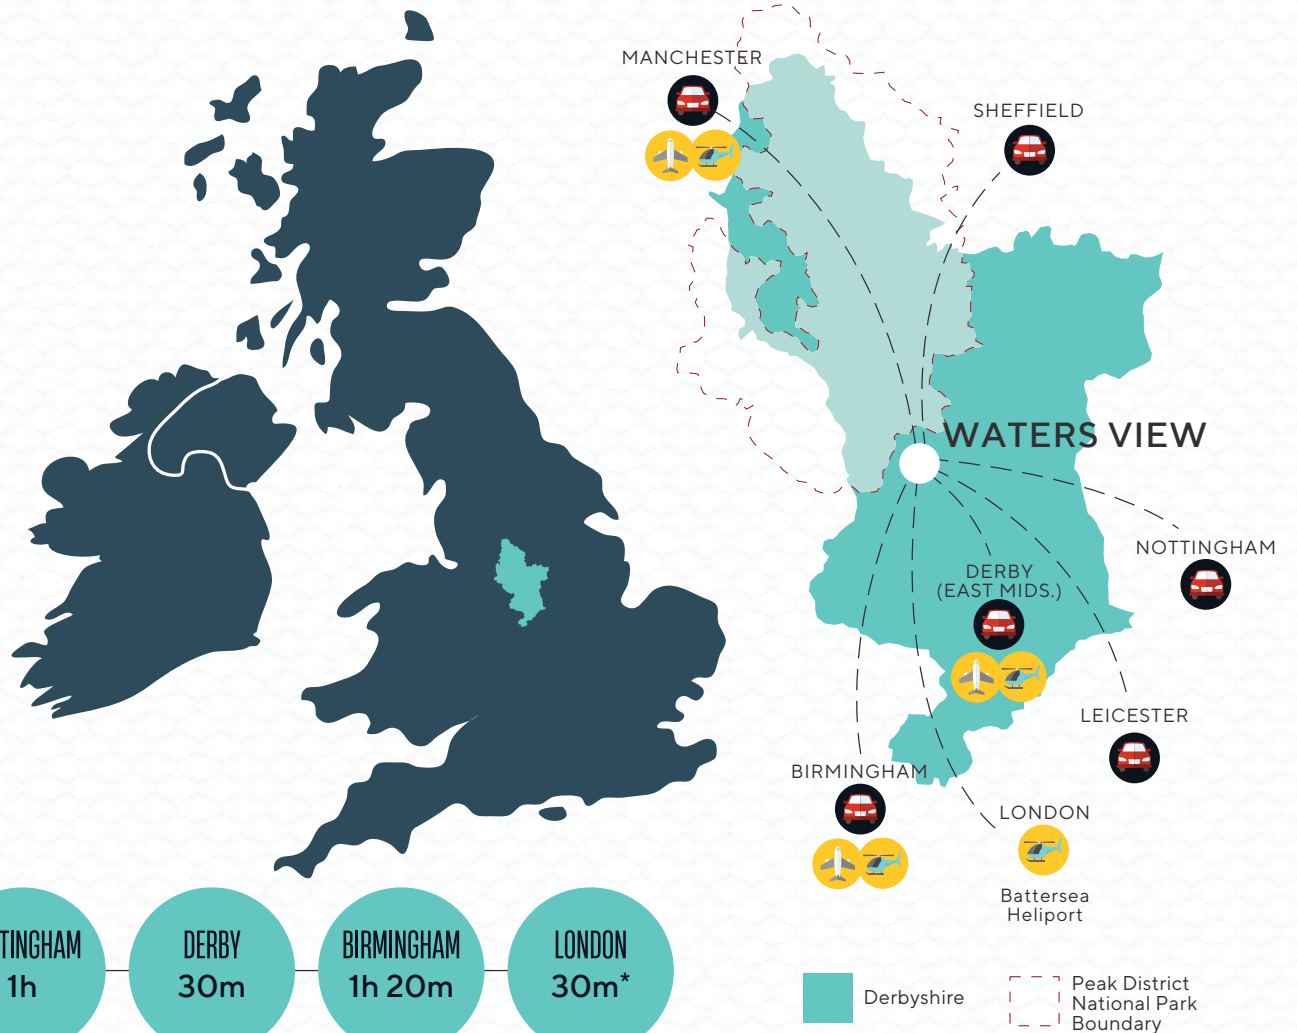 MANCHESTER
SHEFFIELD
WATERS VIEW
NOTTINGHAM
DERBY
(EAST MIDS.)
LEICESTER
BIRMINGHAM
LONDON
Battersea
Heliport
TINGHAM
1h
DERBY
30m
BIRMINGHAM
1h 20m
LONDON
30m*
Derbyshire
Peak District
National Park
Boundary